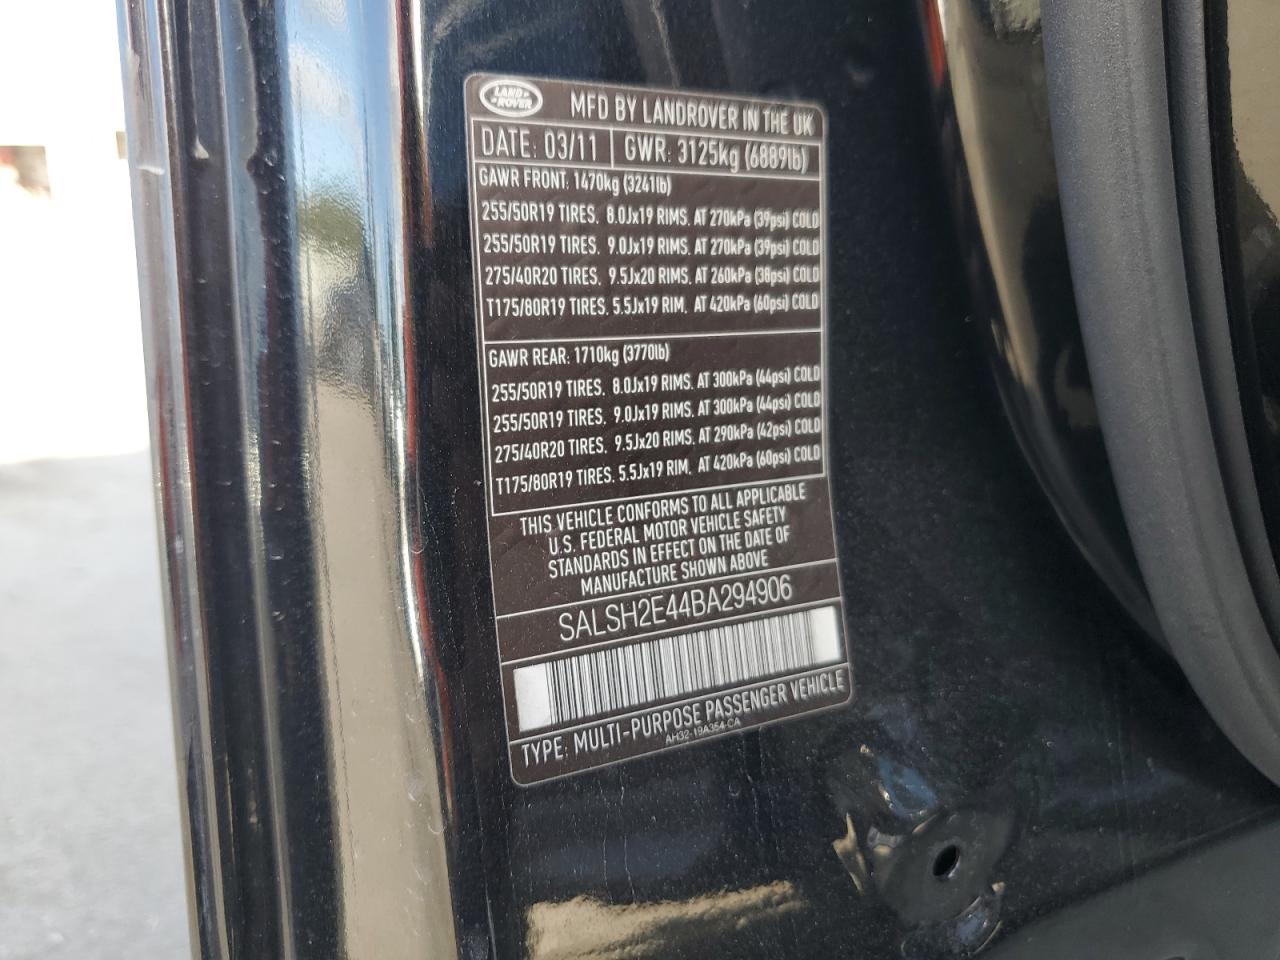 LAND ROVER
MFD BY LANDROVER IN THE UK
DATE: 03/11 GWR: 3125kg (6889lb)
GAWR FRONT: 1470kg (3241lb)
255/50R19 TIRES, 8.0Jx19 RIMS, AT 270kPa (39psi) COLD
255/50R19 TIRES, 9.0Jx19 RIMS, AT 270kPa (39psi) COLD
275/40R20 TIRES, 9.5Jx20 RIMS, AT 260kPa (38psi) COLD
T175/80R19 TIRES, 5.5Jx19 RIM, AT 420kPa (60psi) COLD
GAWR REAR: 1710kg (3770lb)
255/50R19 TIRES, 8.0Jx19 RIMS, AT 300kPa (44psi) COLD
255/50R19 TIRES, 9.0Jx19 RIMS, AT 300kPa (44psi) COLD
275/40R20 TIRES, 9.5Jx20 RIMS, AT 290kPa (42psi) COLD
T175/80R19 TIRES, 5.5Jx19 RIM, AT 420kPa (60psi) COLD
THIS VEHICLE CONFORMS TO ALL APPLICABLE
U.S. FEDERAL MOTOR VEHICLE SAFETY
STANDARDS IN EFFECT ON THE DATE OF
MANUFACTURE SHOWN ABOVE
SALSH2E44BA294906
TYPE: MULTI-PURPOSE PASSENGER VEHICLE
AH32-19A354-CA